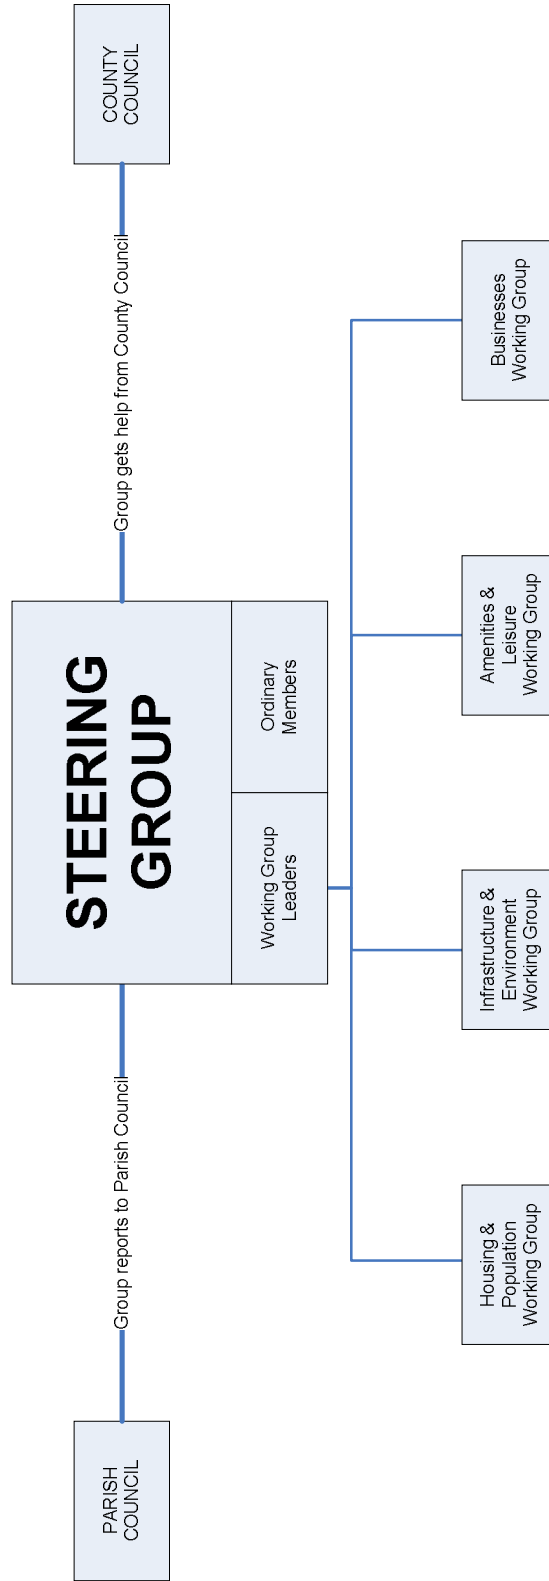 PARISH
COUNCIL
Group reports to Parish Council
STEERING
GROUP
Group gets help from County Council
COUNTY
COUNCIL
Working Group
Leaders
Ordinary
Members
Housing &
Population
Working Group
Infrastructure &
Environment
Working Group
Amenities &
Leisure
Working Group
Businesses
Working Group